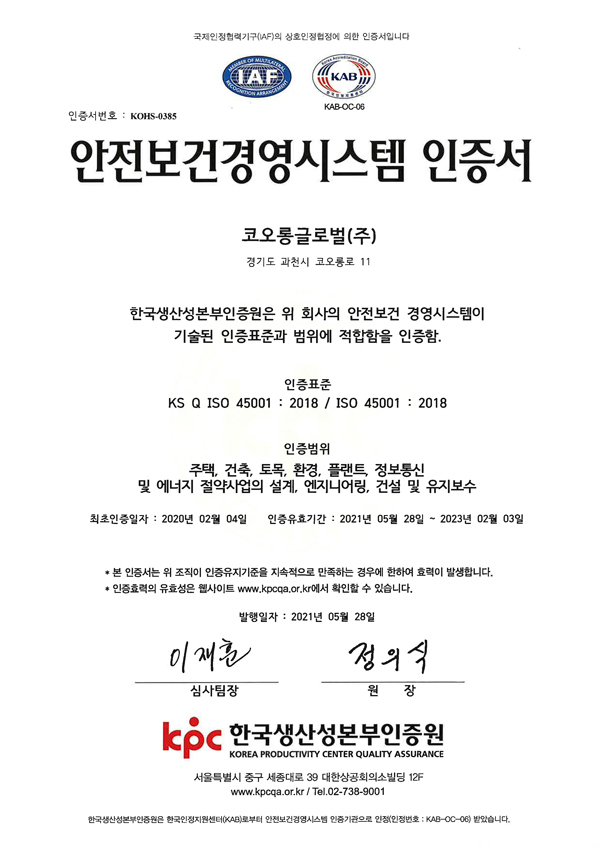 국제인정협력기구(IAF)의 상호인정협정에 의한 인증서입니다
MEMBER OF MULTILATERAL
IAF
RECOGNITION ARRANGEMENT
Korea Accreditation Board
KAB
KAB-OC-06
인증서번호 : KOHS-0385
안전보건경영시스템 인증서
코오롱글로벌(주)
경기도 과천시 코오롱로 11
한국생산성본부인증원은 위 회사의 안전보건 경영시스템이
기술된 인증표준과 범위에 적합함을 인증함.
인증표준
KS Q ISO 45001 : 2018 / ISO 45001 : 2018
인증범위
주택, 건축, 토목, 환경, 플랜트, 정보통신
및 에너지 절약사업의 설계, 엔지니어링, 건설 및 유지보수
최초인증일자 : 2020년 02월 04일 인증유효기간 : 2021년 05월 28일 ~ 2023년 02월 03일
* 본 인증서는 위 조직이 인증유지기준을 지속적으로 만족하는 경우에 한하여 효력이 발생합니다.
* 인증효력의 유효성은 웹사이트 www.kpcqa.or.kr에서 확인할 수 있습니다.
발행일자 : 2021년 05월 28일
이재훈 정의식
심사팀장 원 장
kpc 한국생산성본부인증원
KOREA PRODUCTIVITY CENTER QUALITY ASSURANCE
서울특별시 중구 세종대로 39 대한상공회의소빌딩 12F
www.kpcqa.or.kr / Tel.02-738-9001
한국생산성본부인증원은 한국인정지원센터(KAB)로부터 안전보건경영시스템 인증기관으로 인정(인정번호 : KAB-OC-06) 받았습니다.